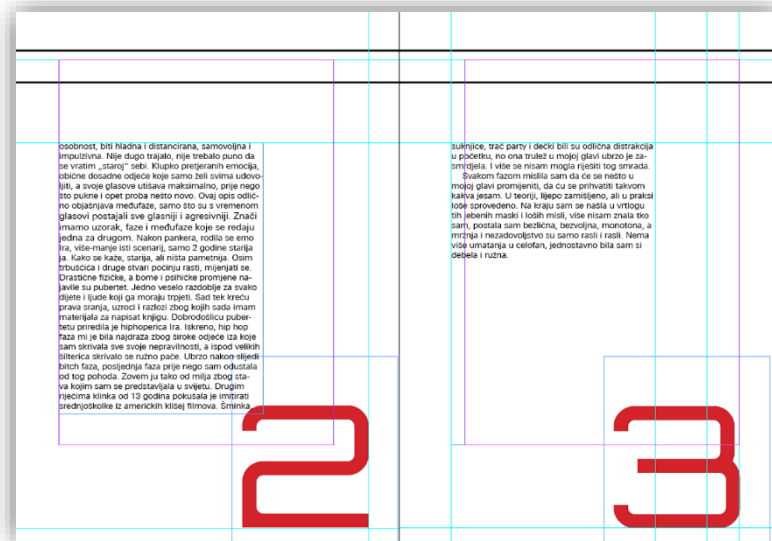 osobnost, biti hladna i distancirana, samovoljna i
impulzivna. Nije dugo trajalo, nije trebalo puno da
se vratim „staroj“ sebi. Klupko pretjeranih emocija,
obične dosadne odjeće koje sam želi svima udovo-
ljiti, a svoje glasove utišava maksimalno, prije nego
što pukne i opet proba nešto novo. Ovaj opis odlič-
no objašnjava međufaze, samo što su s vremenom
glasovi postajali sve glasniji i agresivniji. Znači
imamo uzorak, faze i međufaze koje se redaju
jedna za drugom. Nakon pankera, rodila se emo
Ira, više-manje isti scenarij, samo 2 godine starija
ja. Kako se kaže, starija, ali ništa pametnija. Osim
trbuščića i druge stvari počinju rasti, mijenjati se.
Drastične fizičke, a bome i psihičke promjene na-
javile su pubertet. Jedno veselo razdoblje za svako
dijete i ljude koji ga moraju trpjeti. Sad tek kreću
prava sranja, uzroci i razlozi zbog kojih sada imam
materijala za napisat knjigu. Dobrodošlicu puber-
tetu priredila je hiphoperica Ira. Iskreno, hip hop
faza mi je bila najdraža zbog široke odjeće iza koje
sam skrivala sve svoje nepravilnosti, a ispod velikih
šilterica skrivalo se ružno pače. Ubrzo nakon slijedi
bitch faza, posljednja faza prije nego sam odustala
od tog pohoda. Zovem ju tako od milja zbog sta-
va kojim sam se predstavljala u svijetu. Drugim
riječima klinka od 13 godina pokušala je imitirati
srednjoškolke iz američkih klišej filmova. Šminka,
2
suknjice, trač party i dečki bili su odlična distrakcija
u početku, no ona trulež u mojoj glavi ubrzo je za-
smrdjela. I više se nisam mogla riješiti tog smrada.
Svakom fazom mislila sam da će se nešto u
mojoj glavi promijeniti, da ću se prihvatiti takvom
kakva jesam. U teoriji, lijepo zamišljeno, ali u praksi
loše sprovedeno. Na kraju sam se našla u vrtlogu
tih jebenih maski i loših misli, više nisam znala tko
sam, postala sam bezlična, bezvoljna, monotona, a
mržnja i nezadovoljstvo su samo rasli i rasli. Nema
više umatanja u celofan, jednostavno bila sam si
debela i ružna.
3